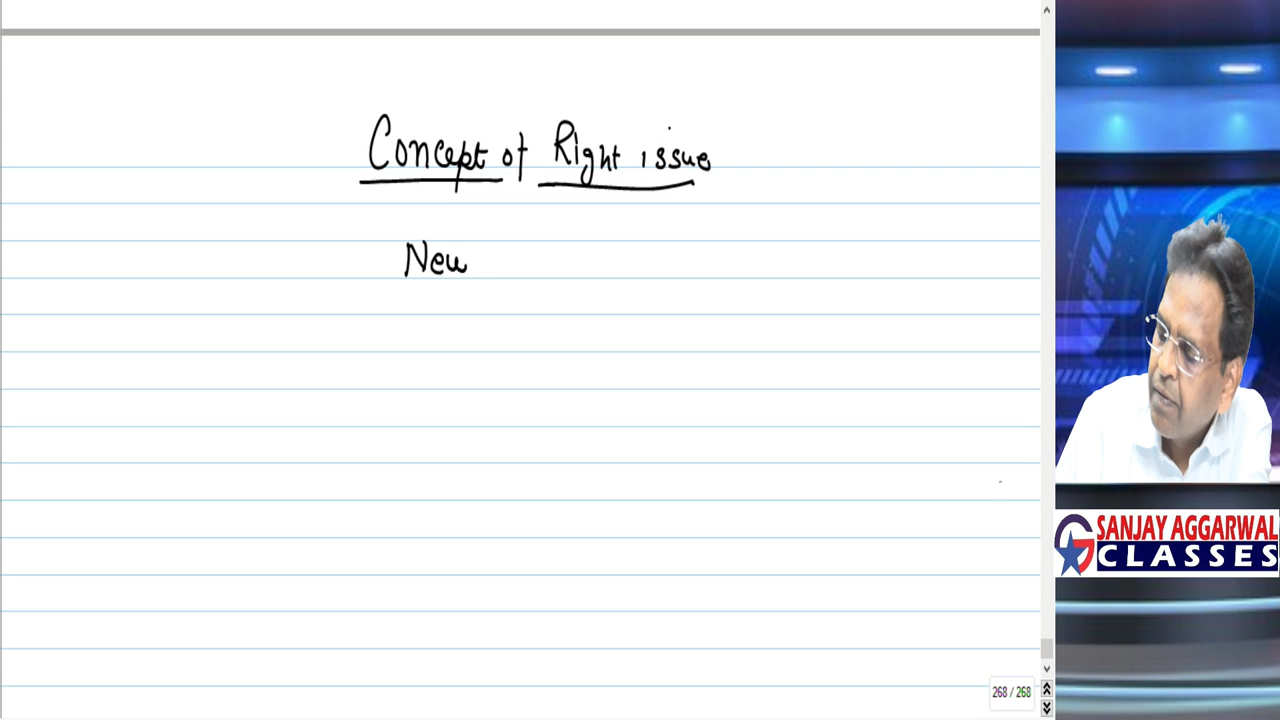 Concept of Right issue
New
268 / 268
SANJAY AGGARWAL
CLASSES